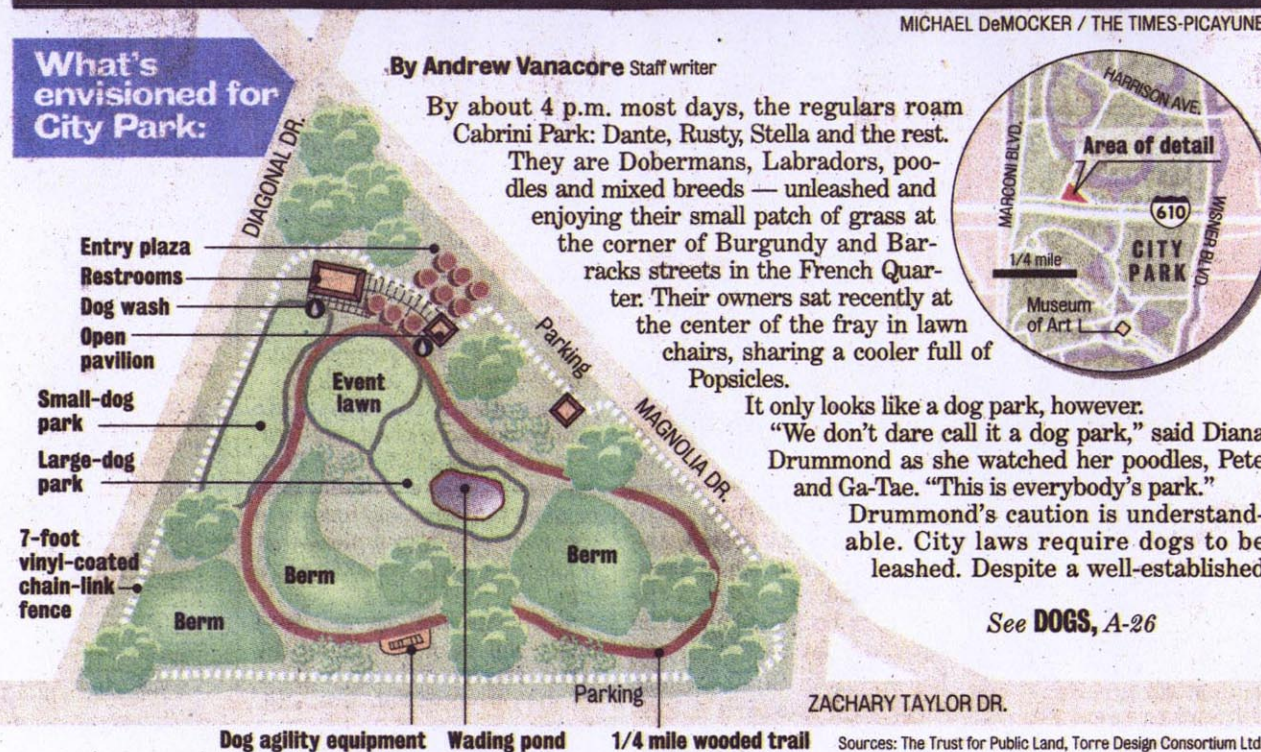 MICHAEL DeMOCKER / THE TIMES-PICAYUNE
What's
envisioned for
City Park:
By Andrew Vanacore Staff writer
By about 4 p.m. most days, the regulars roam
Cabrini Park: Dante, Rusty, Stella and the rest.
They are Dobermans, Labradors, poo-
dles and mixed breeds — unleashed and
enjoying their small patch of grass at
the corner of Burgundy and Bar-
racks streets in the French Quar-
ter. Their owners sat recently at
the center of the fray in lawn
chairs, sharing a cooler full of
Popsicles.
It only looks like a dog park, however.
"We don't dare call it a dog park," said Diana
Drummond as she watched her poodles, Pete
and Ga-Tae. "This is everybody's park."
Drummond's caution is understand-
able. City laws require dogs to be
leashed. Despite a well-established
See DOGS, A-26
HARRISON AVE.
MARCONI BLVD.
Area of detail
610
WISNER BLVD.
CITY
PARK
1/4 mile
Museum
of Art
DIAGONAL DR.
Entry plaza
Restrooms
Dog wash
Open
pavilion
Small-dog
park
Large-dog
park
7-foot
vinyl-coated
chain-link
fence
Event
lawn
Parking
MAGNOLIA DR.
Berm
Berm
Berm
Parking
ZACHARY TAYLOR DR.
Dog agility equipment
Wading pond
1/4 mile wooded trail
Sources: The Trust for Public Land, Torre Design Consortium Ltd